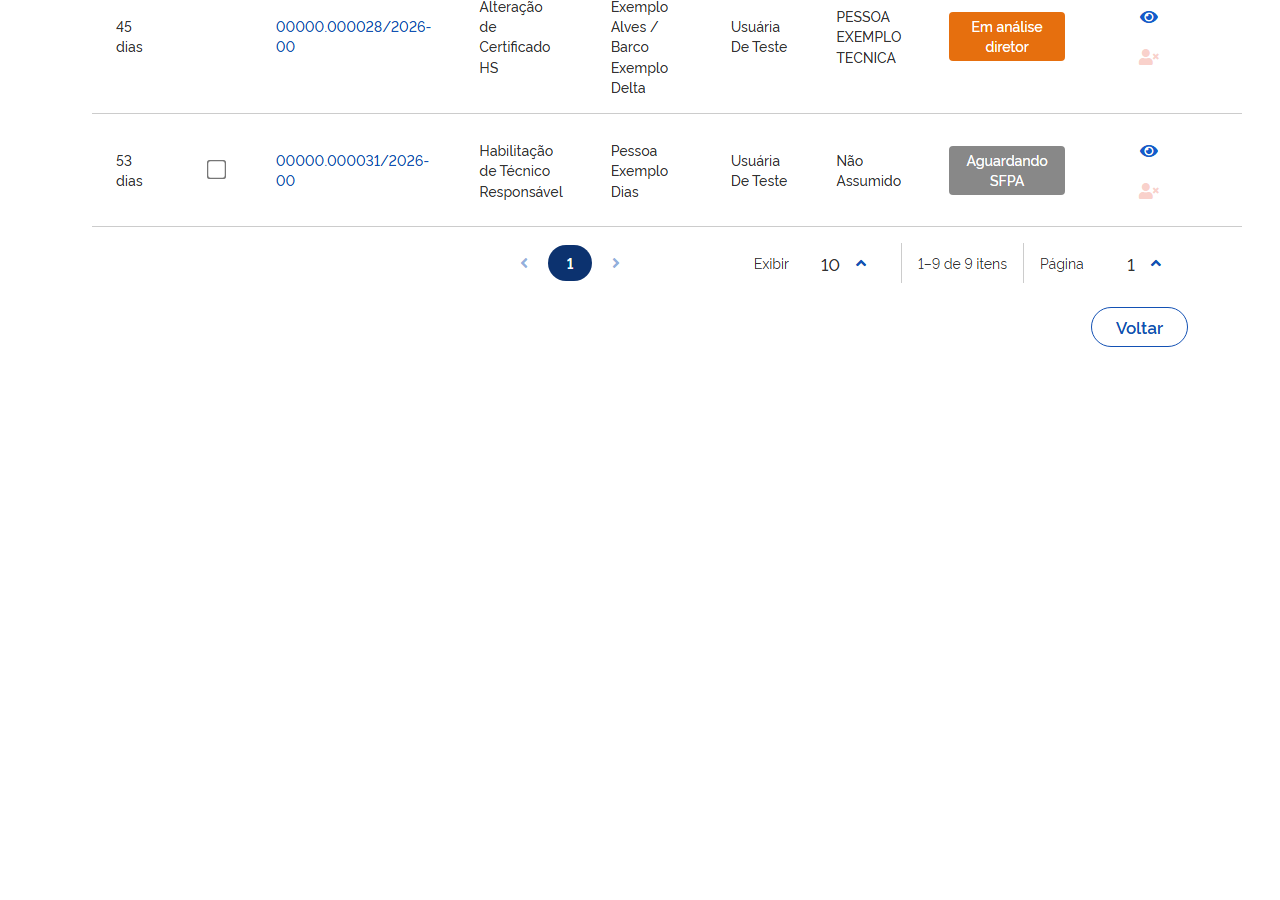 45
dias
00000.000028/2026-
00
Alteração
de
Certificado
HS
Exemplo
Alves /
Barco
Exemplo
Delta
Usuária
De Teste
PESSOA
EXEMPLO
TECNICA
Em análise
diretor
53
dias
00000.000031/2026-
00
Habilitação
de Técnico
Responsável
Pessoa
Exemplo
Dias
Usuária
De Teste
Não
Assumido
Aguardando
SFPA
1
Exibir
10
1–9 de 9 itens
Página
1
Voltar